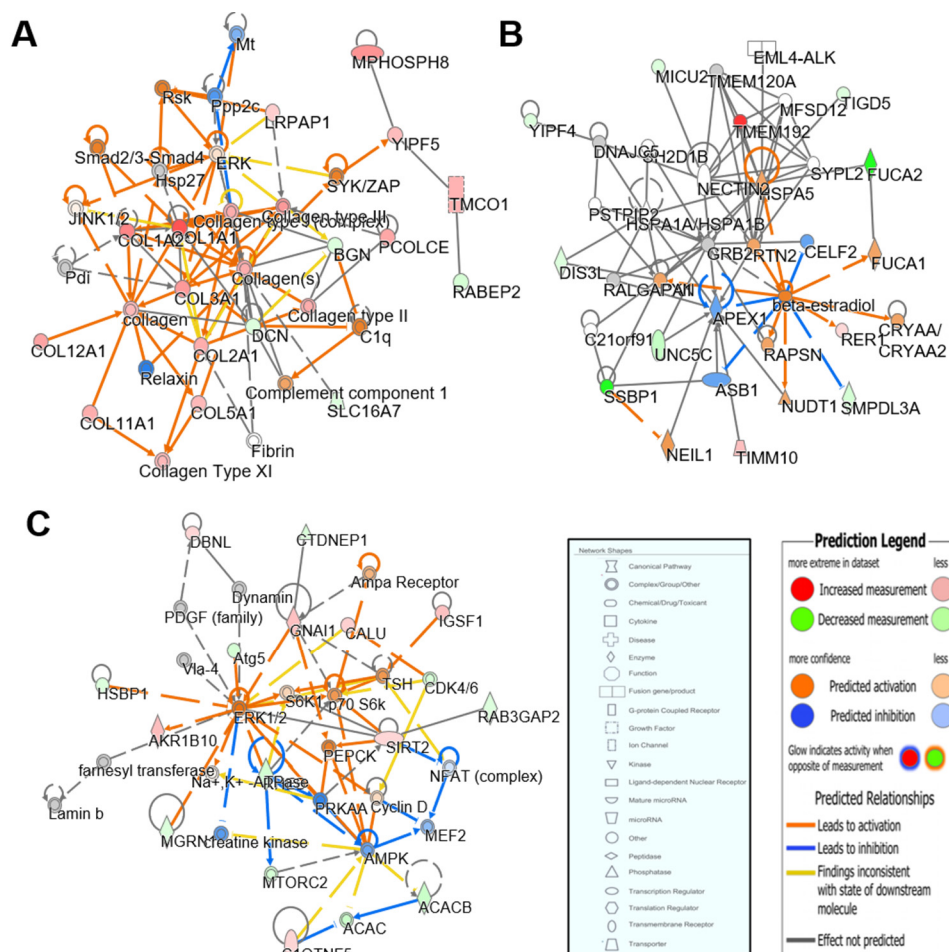 A
Mt
MPHOSPH8
Rsk
Ppp2c
LRPAP1
YIPF5
Smad2/3-Smad4
ERK
Hsp27
SYK/ZAP
TMCO1
JINK1/2
Collagen type III
Collagen type I (complex)
COL1A2
COL1A1
PCOLCE
BGN
Pdi
Collagen(s)
RABEP2
COL3A1
collagen
Collagen type II
DCN
C1q
COL12A1
COL2A1
Relaxin
Complement component 1
COL11A1
COL5A1
SLC16A7
Fibrin
Collagen Type XI
B
EML4-ALK
MICU2
TMEM120A
MFSD12
TIGD5
YIPF4
TMEM192
DNAJC5
SH2D1B
SYPL2
FUCA2
NECTIN2
HSPA5
PSTPIP2
HSPA1A/HSPA1B
GRB2
RTN2
CELF2
DIS3L
FUCA1
RALGAPA1
beta-estradiol
APEX1
C21orf91
RER1
CRYAA/
CRYAA2
UNC5C
RAPSN
ASB1
SSBP1
NUDT1
SMPDL3A
NEIL1
TIMM10
C
DBNL
CTDNEP1
Ampa Receptor
Dynamin
PDGF (family)
GNAI1
IGSF1
CALU
Vla-4
Atg5
TSH
HSBP1
S6K1
p70 S6k
CDK4/6
ERK1/2
RAB3GAP2
AKR1B10
SIRT2
PEPCK
farnesyl transferase
Na+,K+ -ATPase
NFAT (complex)
Lamin b
PRKAA
Cyclin D
MGRN1
creatine kinase
MEF2
AMPK
MTORC2
ACACB
ACAC
C1QTNF5
Network Shapes
Canonical Pathway
Complex/Group/Other
Chemical/Drug/Toxicant
Cytokine
Disease
Enzyme
Function
Fusion gene/product
G-protein Coupled Receptor
Growth Factor
Ion Channel
Kinase
Ligand-dependent Nuclear Receptor
Mature microRNA
microRNA
Other
Peptidase
Phosphatase
Transcription Regulator
Translation Regulator
Transmembrane Receptor
Transporter
Prediction Legend
more extreme in dataset less
Increased measurement
Decreased measurement
more confidence less
Predicted activation
Predicted inhibition
Glow indicates activity when
opposite of measurement
Predicted Relationships
Leads to activation
Leads to inhibition
Findings inconsistent
with state of downstream
molecule
Effect not predicted